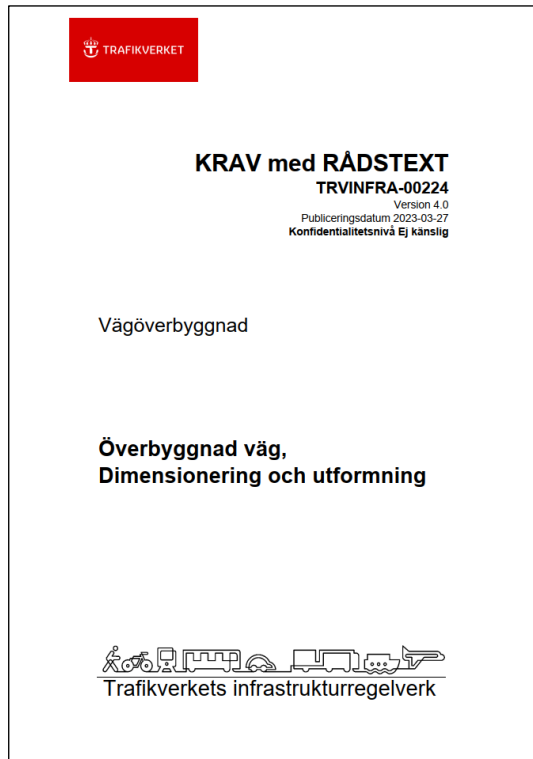 TRAFIKVERKET
KRAV med RÅDSTEXT
TRVINFRA-00224
Version 4.0
Publiceringsdatum 2023-03-27
Konfidentialitetsnivå Ej känslig
Vägöverbyggnad
Överbyggnad väg,
Dimensionering och utformning
Trafikverkets infrastrukturregelverk